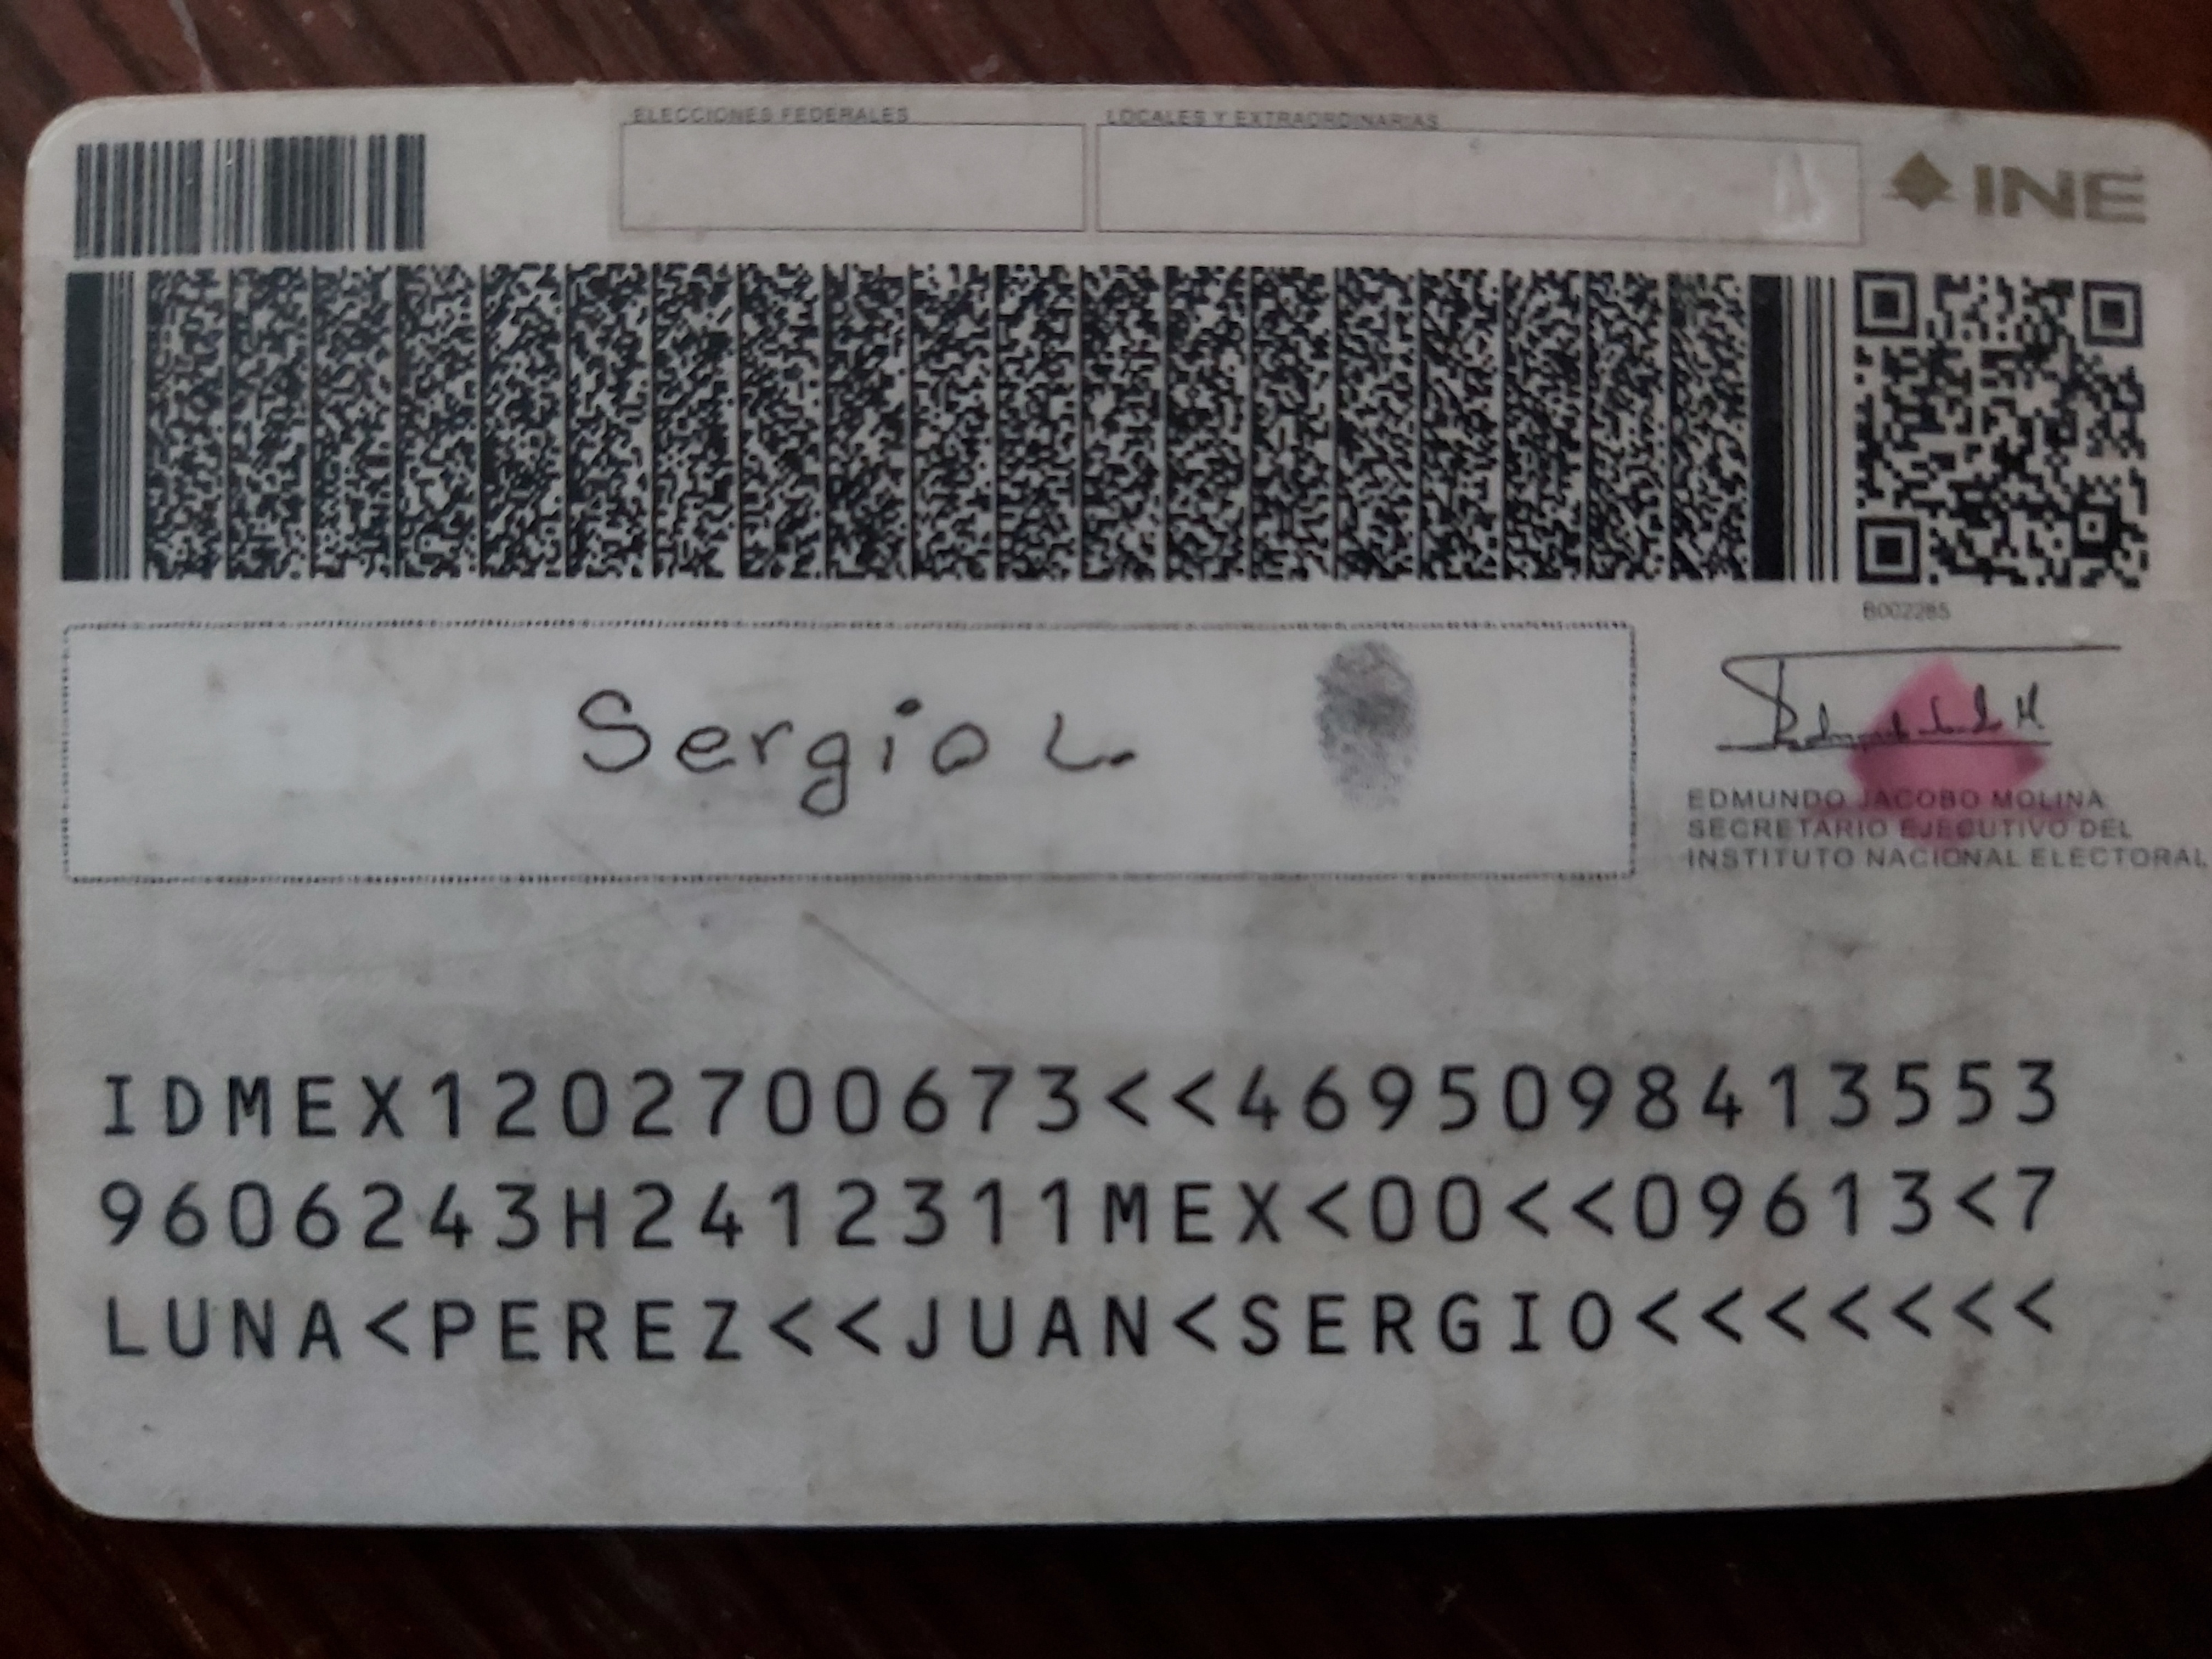 ELECCIONES FEDERALES
LOCALES Y EXTRAORDINARIAS
INE
B002285
Sergio L.
EDMUNDO JACOBO MOLINA
SECRETARIO EJECUTIVO DEL
INSTITUTO NACIONAL ELECTORAL
IDMEX1202700673<<4695098413553
9606243H2412311MEX<00<<09613<7
LUNA<PEREZ<<JUAN<SERGIO<<<<<<<